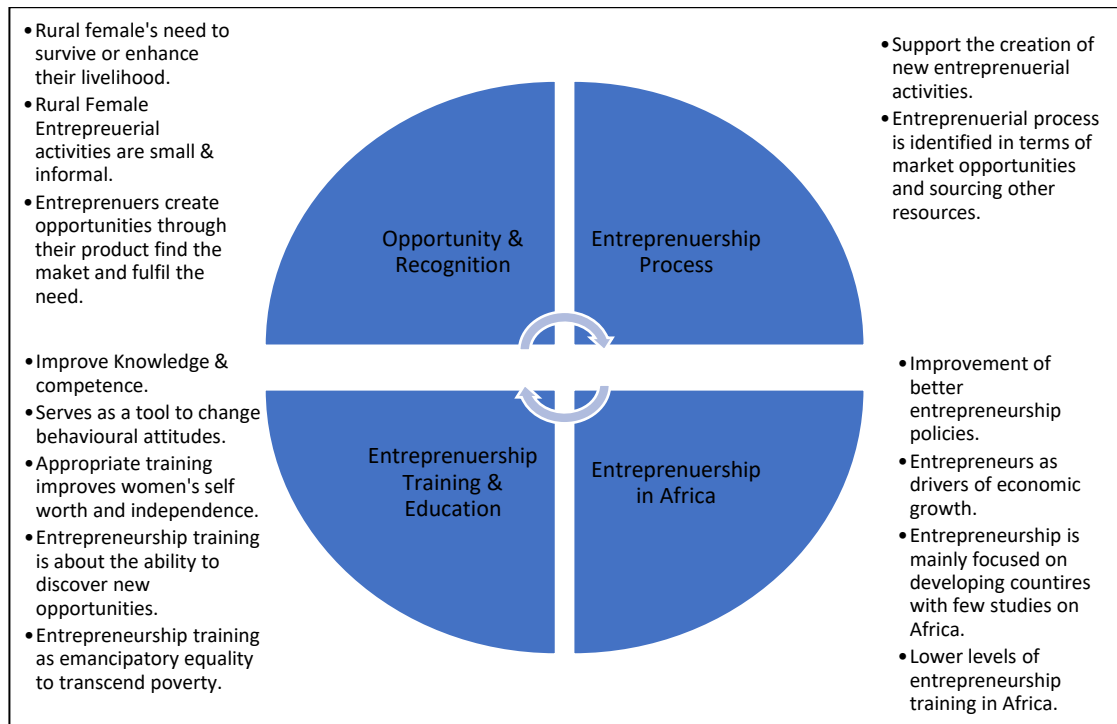 •Rural female's need to
survive or enhance
their livelihood.
•Rural Female
Entrepreuerial
activities are small &
informal.
•Entreprenuers create
opportunities through
their product find the
maket and fulfil the
need.
•Support the creation of
new entreprenuerial
activities.
•Entreprenuerial process
is identified in terms of
market opportunities
and sourcing other
resources.
Opportunity &
Recognition
Entreprenuership
Process
•Improve Knowledge &
competence.
•Serves as a tool to change
behavioural attitudes.
•Appropriate training
improves women's self
worth and independence.
•Entrepreneurship training
is about the ability to
discover new
opportunities.
•Entrepreneurship training
as emancipatory equality
to transcend poverty.
Entreprenuership
Training &
Education
Entreprenuership
in Africa
•Improvement of
better
entrepreneurship
policies.
•Entrepreneurs as
drivers of economic
growth.
•Entrepreneurship is
mainly focused on
developing countires
with few studies on
Africa.
•Lower levels of
entrepreneurship
training in Africa.